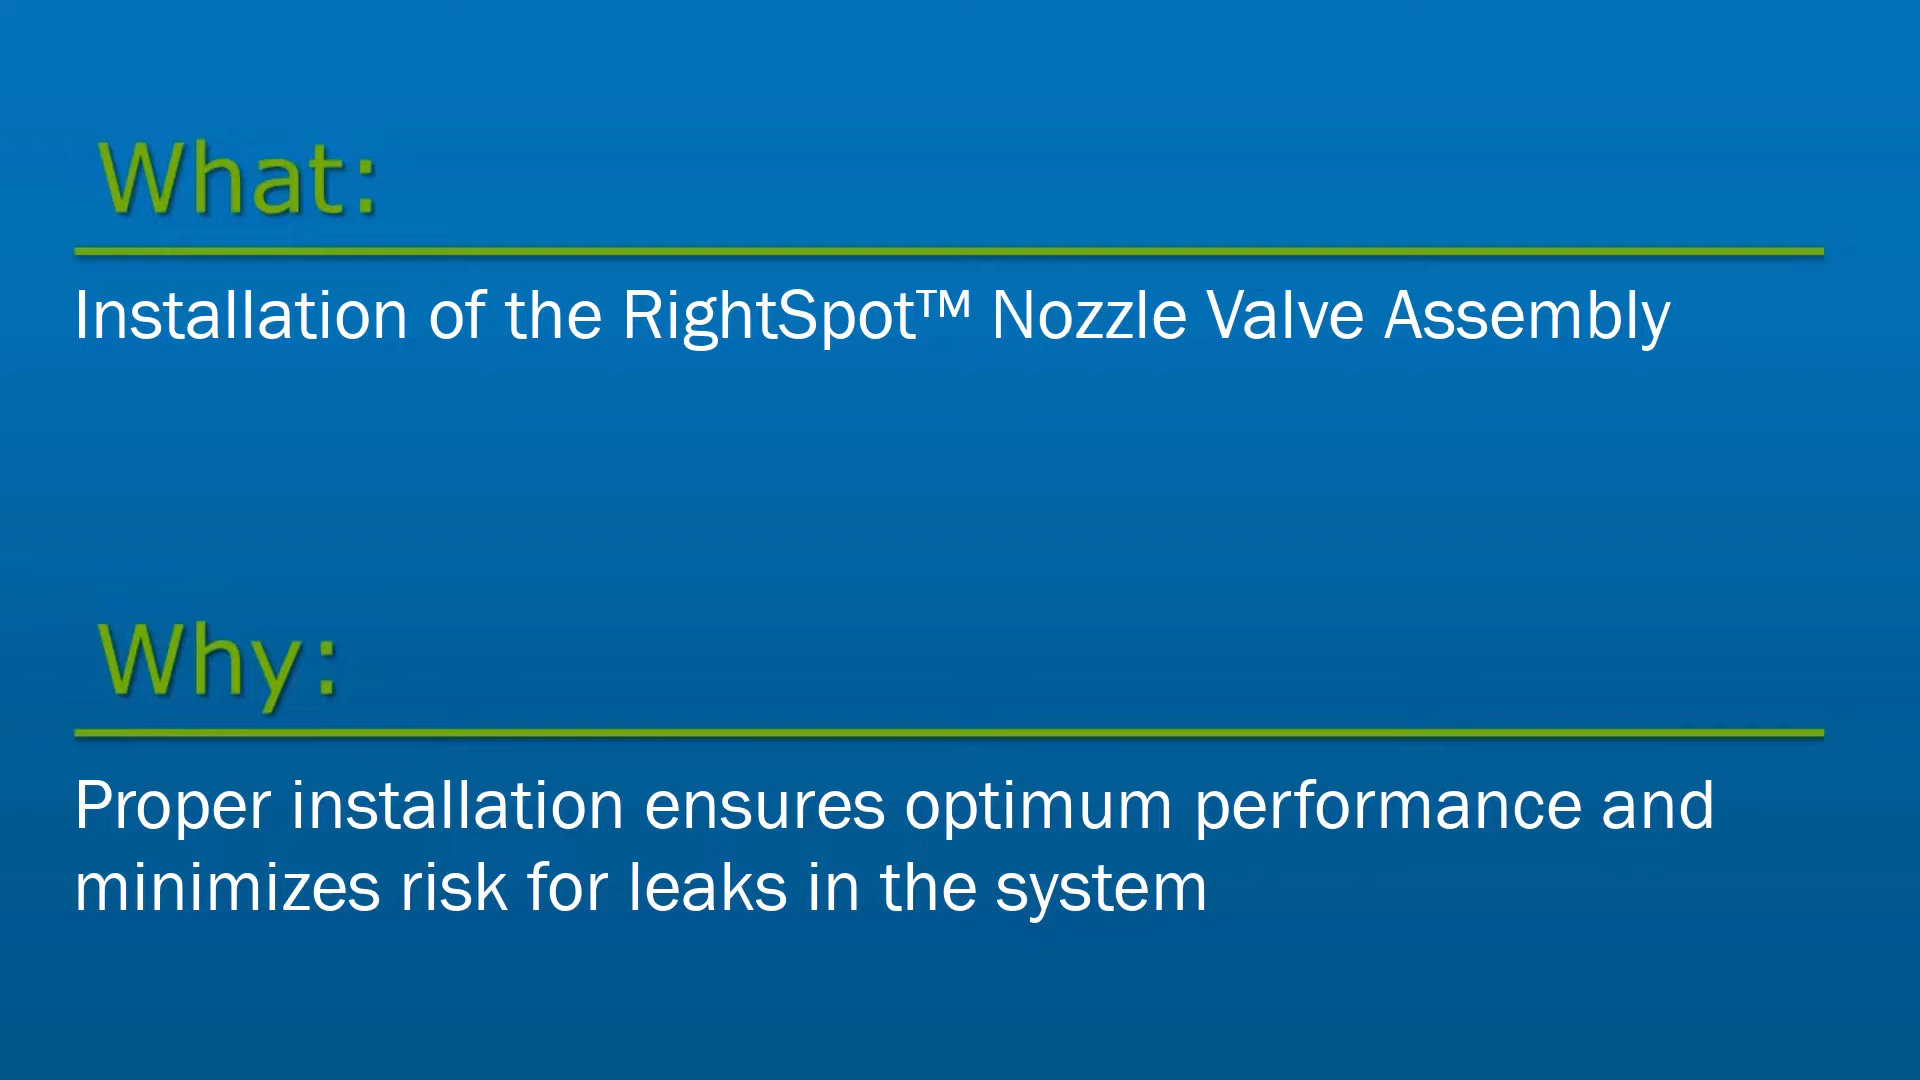 What:
Installation of the RightSpot™ Nozzle Valve Assembly
Why:
Proper installation ensures optimum performance and
minimizes risk for leaks in the system